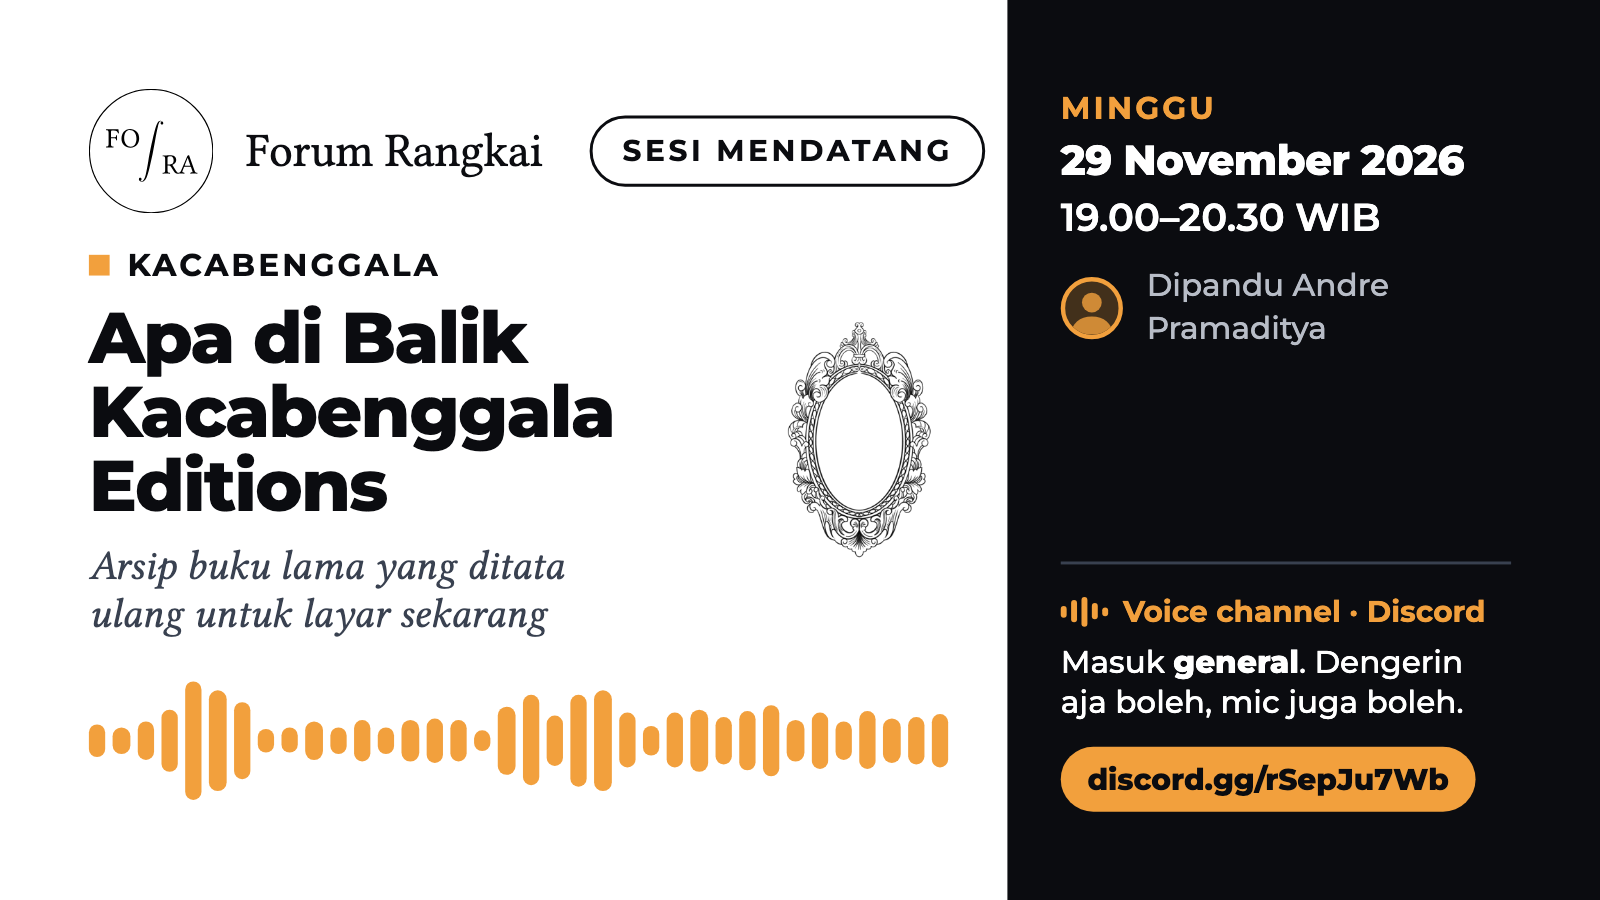 FO RA
Forum Rangkai
SESI MENDATANG
KACABENGGALA
Apa di Balik
Kacabenggala
Editions
Arsip buku lama yang ditata
ulang untuk layar sekarang
MINGGU
29 November 2026
19.00–20.30 WIB
Dipandu Andre
Pramaditya
Voice channel · Discord
Masuk general. Dengerin
aja boleh, mic juga boleh.
discord.gg/rSepJu7Wb